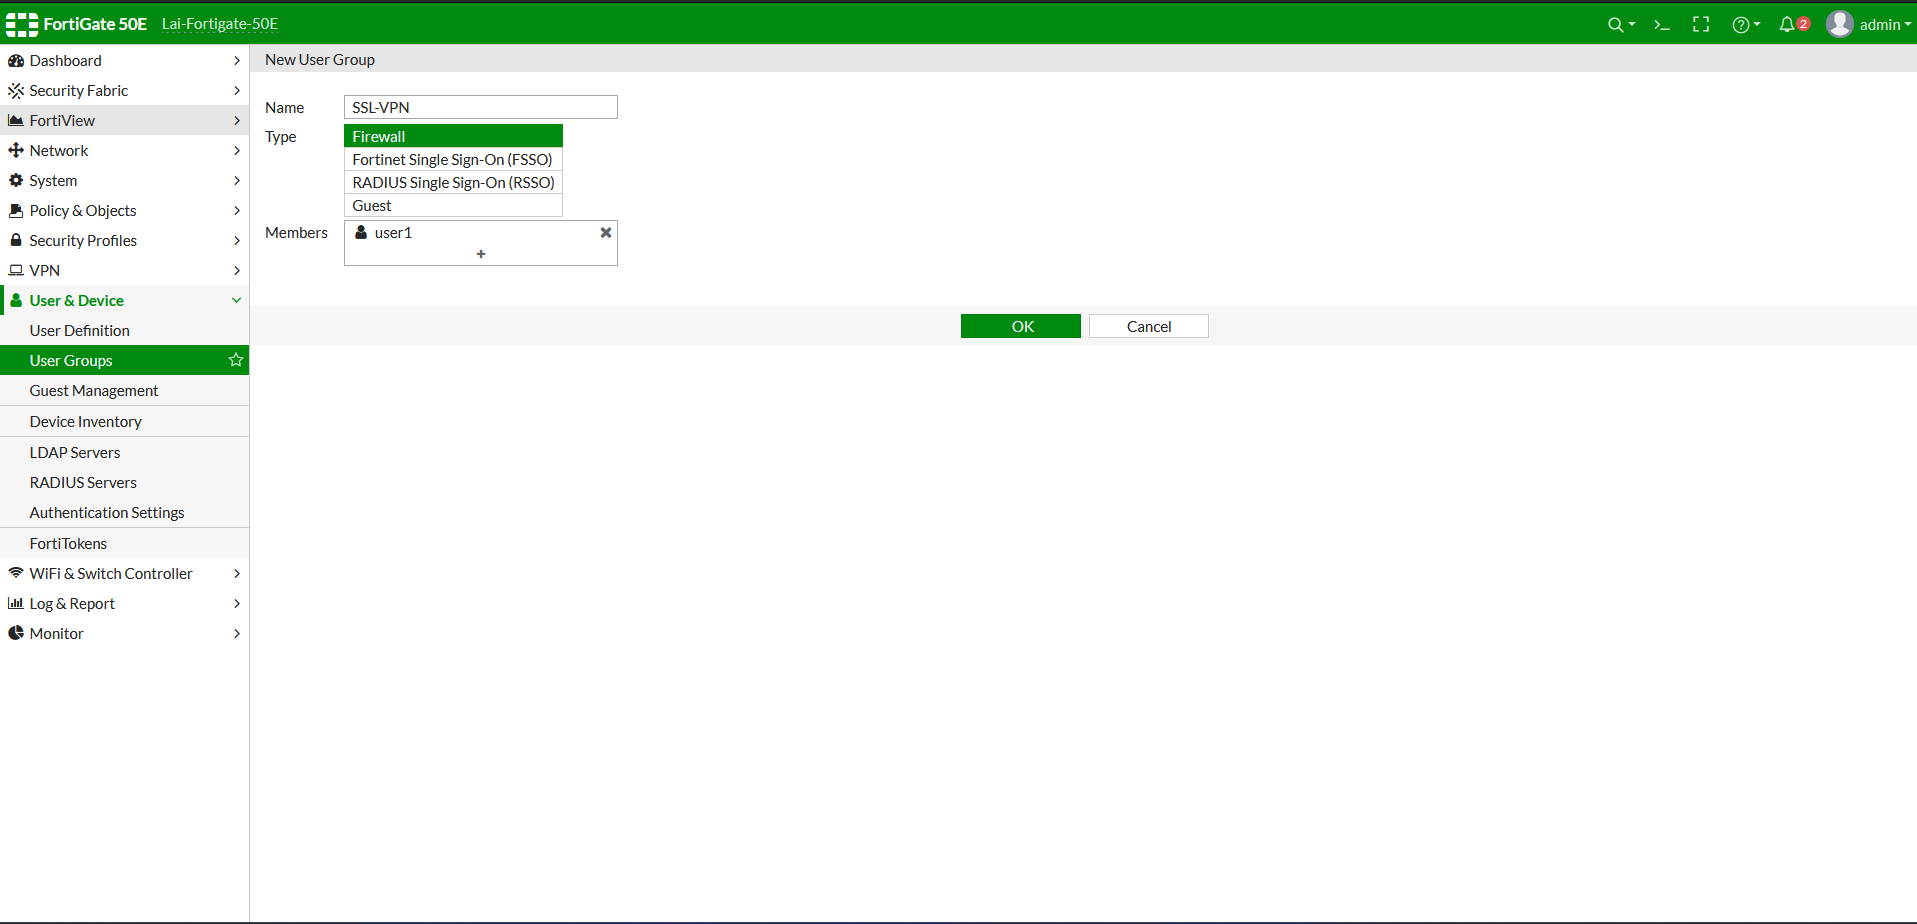 FortiGate 50E Lai-Fortigate-50E 2 admin
Dashboard
Security Fabric
FortiView
Network
System
Policy & Objects
Security Profiles
VPN
User & Device
User Definition
User Groups
Guest Management
Device Inventory
LDAP Servers
RADIUS Servers
Authentication Settings
FortiTokens
WiFi & Switch Controller
Log & Report
Monitor
New User Group
Name SSL-VPN
Type Firewall
Fortinet Single Sign-On (FSSO)
RADIUS Single Sign-On (RSSO)
Guest
Members user1
+
OK Cancel